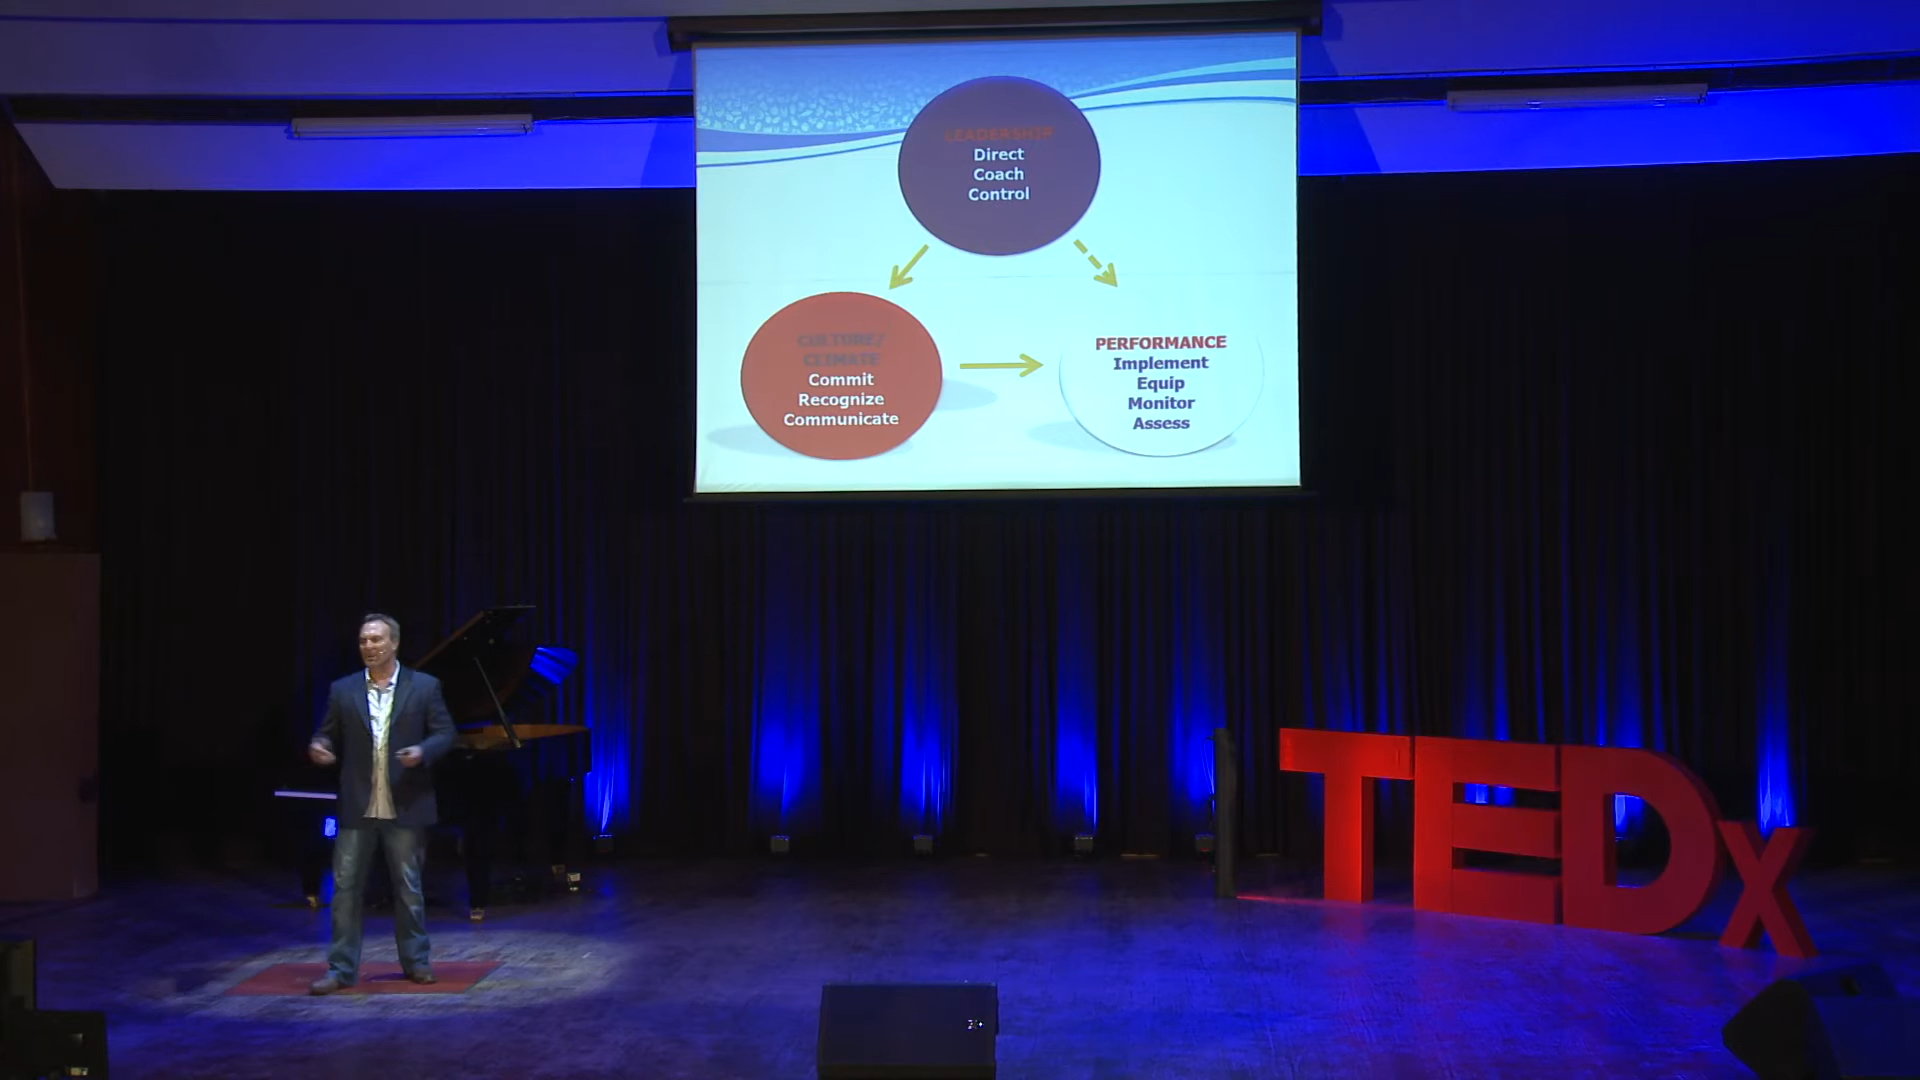 LEADERSHIP
Direct
Coach
Control
CULTURE/
CLIMATE
Commit
Recognize
Communicate
PERFORMANCE
Implement
Equip
Monitor
Assess
TEDx